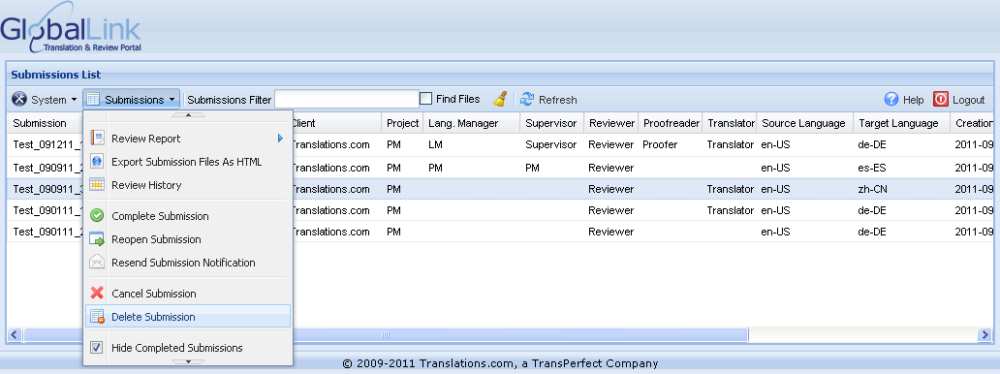 GlobalLink
Translation & Review Portal
Submissions List
System Submissions Submissions Filter Find Files Refresh Help Logout
Submission Client Project Lang. Manager Supervisor Reviewer Proofreader Translator Source Language Target Language Creation
Test_091211_ Translations.com PM LM Supervisor Reviewer Proofer Translator en-US de-DE 2011-09
Test_090911_ Translations.com PM PM PM Reviewer en-US es-ES 2011-09
Test_090911_ Translations.com PM Reviewer Translator en-US zh-CN 2011-09
Test_090111_ Translations.com PM Reviewer Translator en-US de-DE 2011-09
Test_090111_ Translations.com PM Reviewer en-US de-DE 2011-09
Review Report
Export Submission Files As HTML
Review History
Complete Submission
Reopen Submission
Resend Submission Notification
Cancel Submission
Delete Submission
Hide Completed Submissions
© 2009-2011 Translations.com, a TransPerfect Company